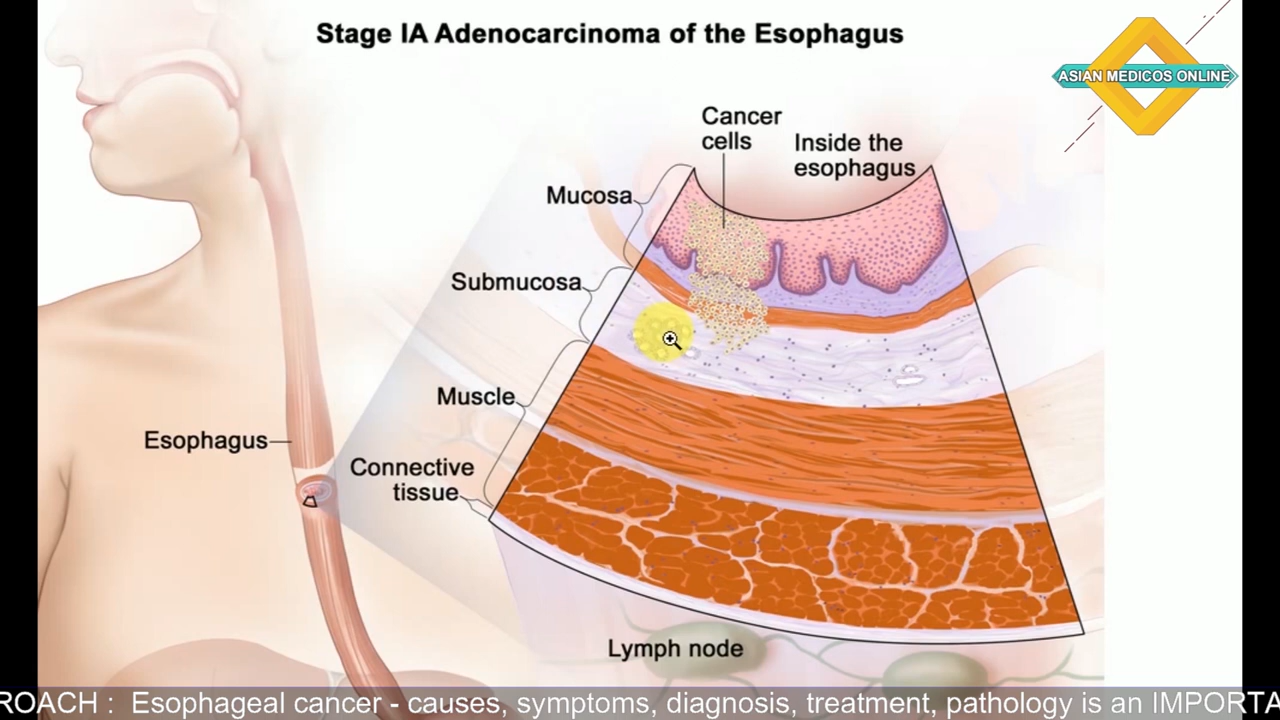 Stage IA Adenocarcinoma of the Esophagus
ASIAN MEDICOS ONLINE
Cancer
cells
Inside the
esophagus
Mucosa
Submucosa
Muscle
Esophagus
Connective
tissue
Lymph node
ROACH : Esophageal cancer - causes, symptoms, diagnosis, treatment, pathology is an IMPORTA